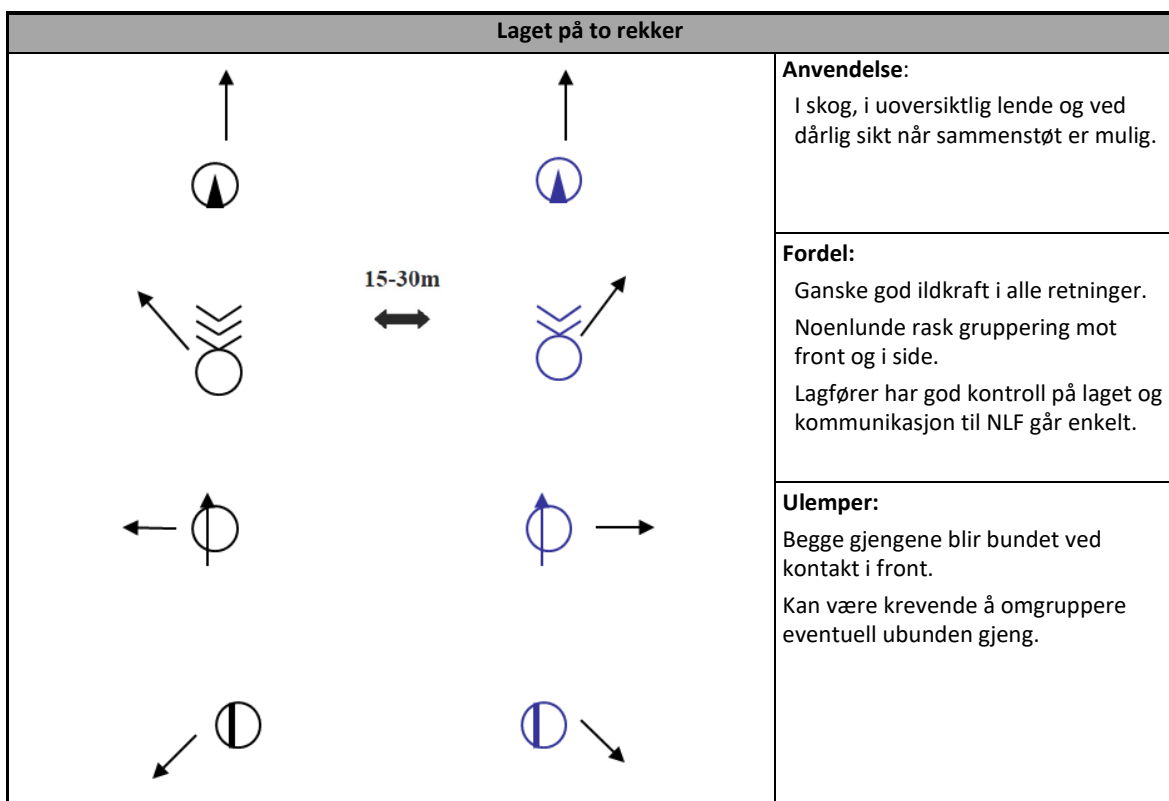 Laget på to rekker
15-30m
Anvendelse:
I skog, i uoversiktlig lende og ved
dårlig sikt når sammenstøt er mulig.
Fordel:
Ganske god ildkraft i alle retninger.
Noenlunde rask gruppering mot
front og i side.
Lagfører har god kontroll på laget og
kommunikasjon til NLF går enkelt.
Ulemper:
Begge gjengene blir bundet ved
kontakt i front.
Kan være krevende å omgruppere
eventuell ubunden gjeng.